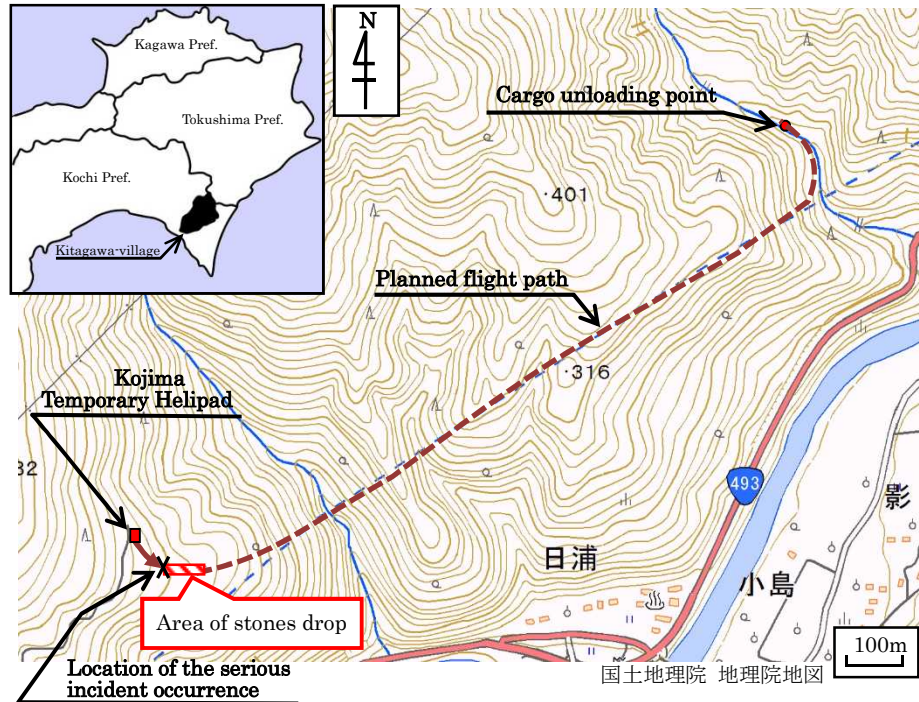 Kagawa Pref.
Tokushima Pref.
Kochi Pref.
Kitagawa-village
N
Cargo unloading point
401
Planned flight path
316
Kojima
Temporary Helipad
32
493
影
日浦
小島
Area of stones drop
Location of the serious
incident occurrence
100m
国土地理院 地理院地図